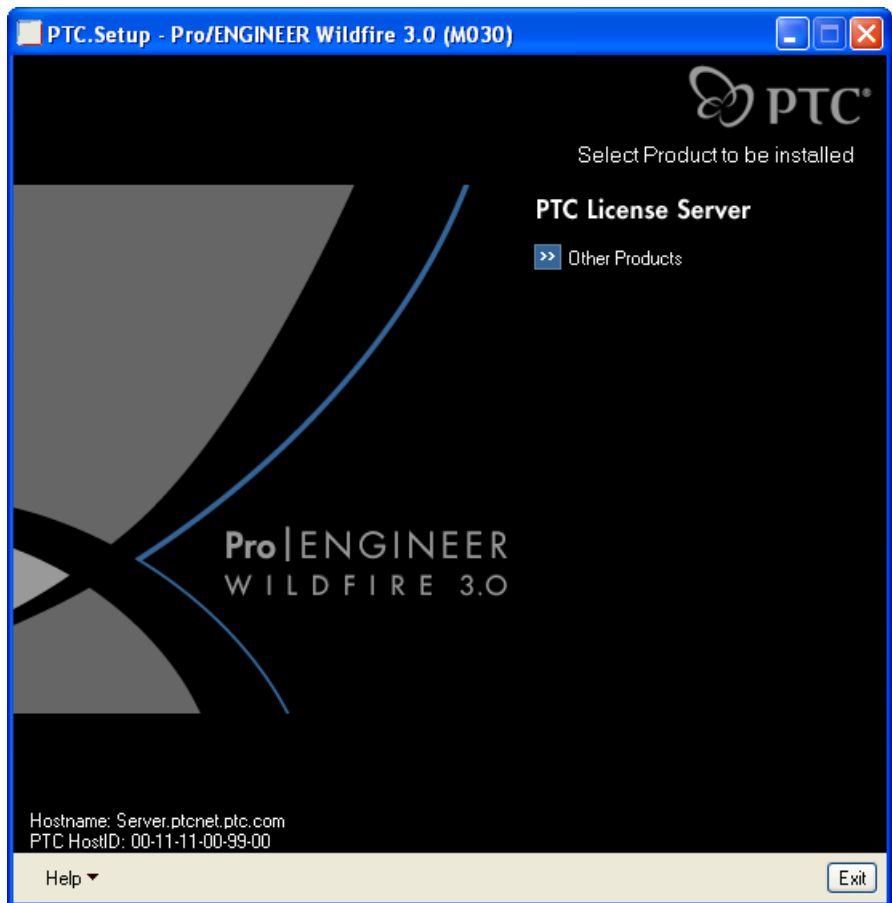 PTC.Setup - Pro/ENGINEER Wildfire 3.0 (M030)
PTC®
Select Product to be installed
PTC License Server
>> Other Products
Pro|ENGINEER
WILDFIRE 3.0
Hostname: Server.ptcnet.ptc.com
PTC HostID: 00-11-11-00-99-00
Help
Exit